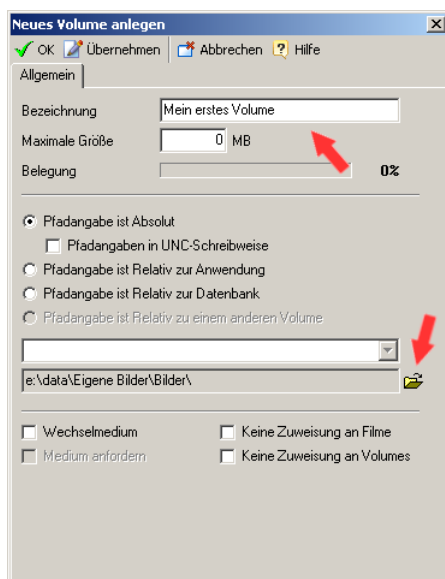 Neues Volume anlegen
OK Übernehmen Abbrechen Hilfe
Allgemein
Bezeichnung Mein erstes Volume
Maximale Größe 0 MB
Belegung 0%
Pfadangabe ist Absolut
Pfadangaben in UNC-Schreibweise
Pfadangabe ist Relativ zur Anwendung
Pfadangabe ist Relativ zur Datenbank
Pfadangabe ist Relativ zu einem anderen Volume
e:\data\Eigene Bilder\Bilder\
Wechselmedium Keine Zuweisung an Filme
Medium anfordern Keine Zuweisung an Volumes